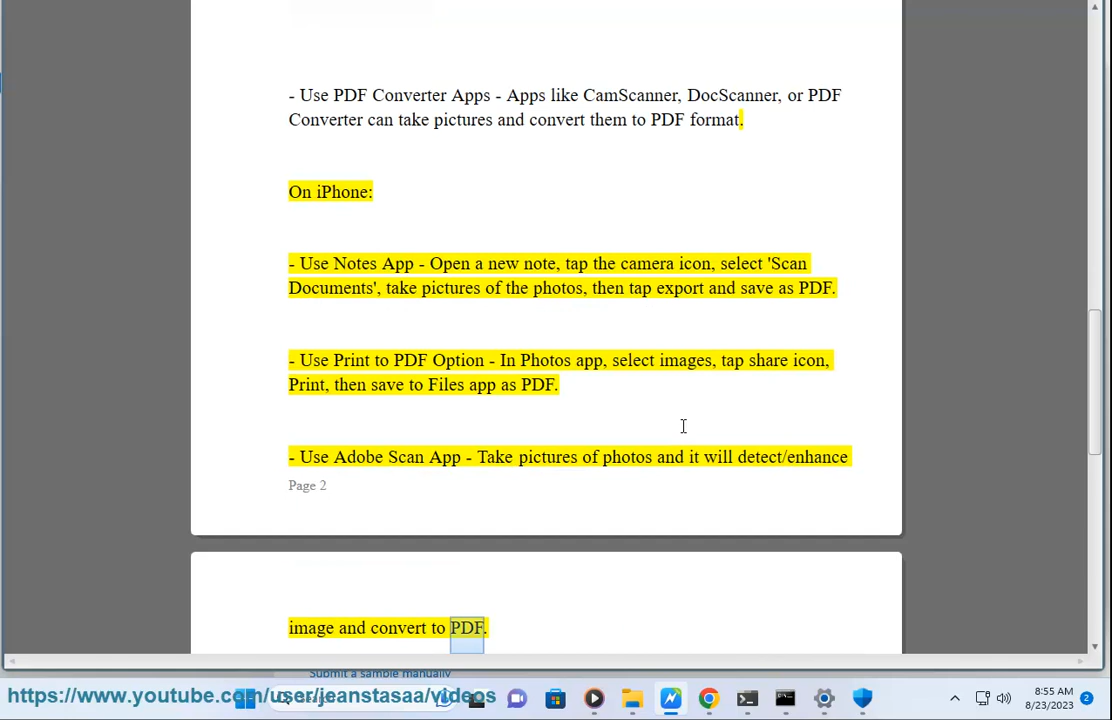 - Use PDF Converter Apps - Apps like CamScanner, DocScanner, or PDF
Converter can take pictures and convert them to PDF format.
On iPhone:
- Use Notes App - Open a new note, tap the camera icon, select 'Scan
Documents', take pictures of the photos, then tap export and save as PDF.
- Use Print to PDF Option - In Photos app, select images, tap share icon,
Print, then save to Files app as PDF.
- Use Adobe Scan App - Take pictures of photos and it will detect/enhance
Page 2
image and convert to PDF.
Submit a sample manually
https://www.youtube.com/user/jeanstasaa/videos
8:55 AM
8/23/2023
2